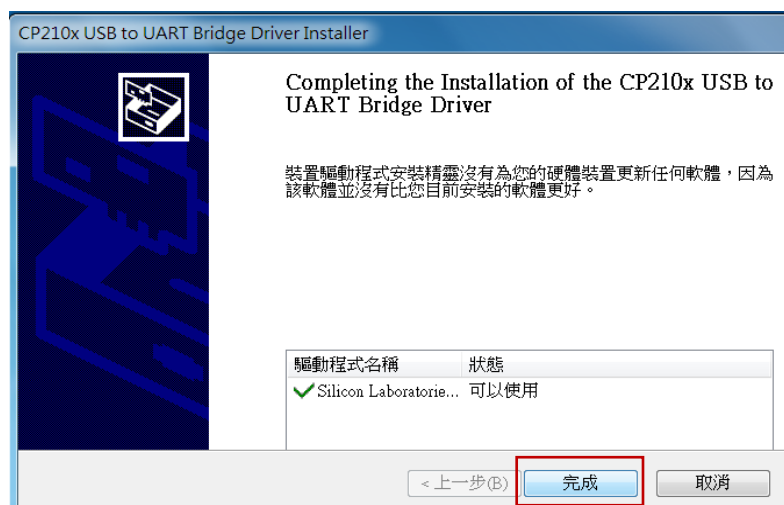 CP210x USB to UART Bridge Driver Installer
Completing the Installation of the CP210x USB to
UART Bridge Driver
裝置驅動程式安裝精靈沒有為您的硬體裝置更新任何軟體，因為
該軟體並沒有比您目前安裝的軟體更好。
驅動程式名稱 狀態
Silicon Laboratorie... 可以使用
<上一步(B) 完成 取消